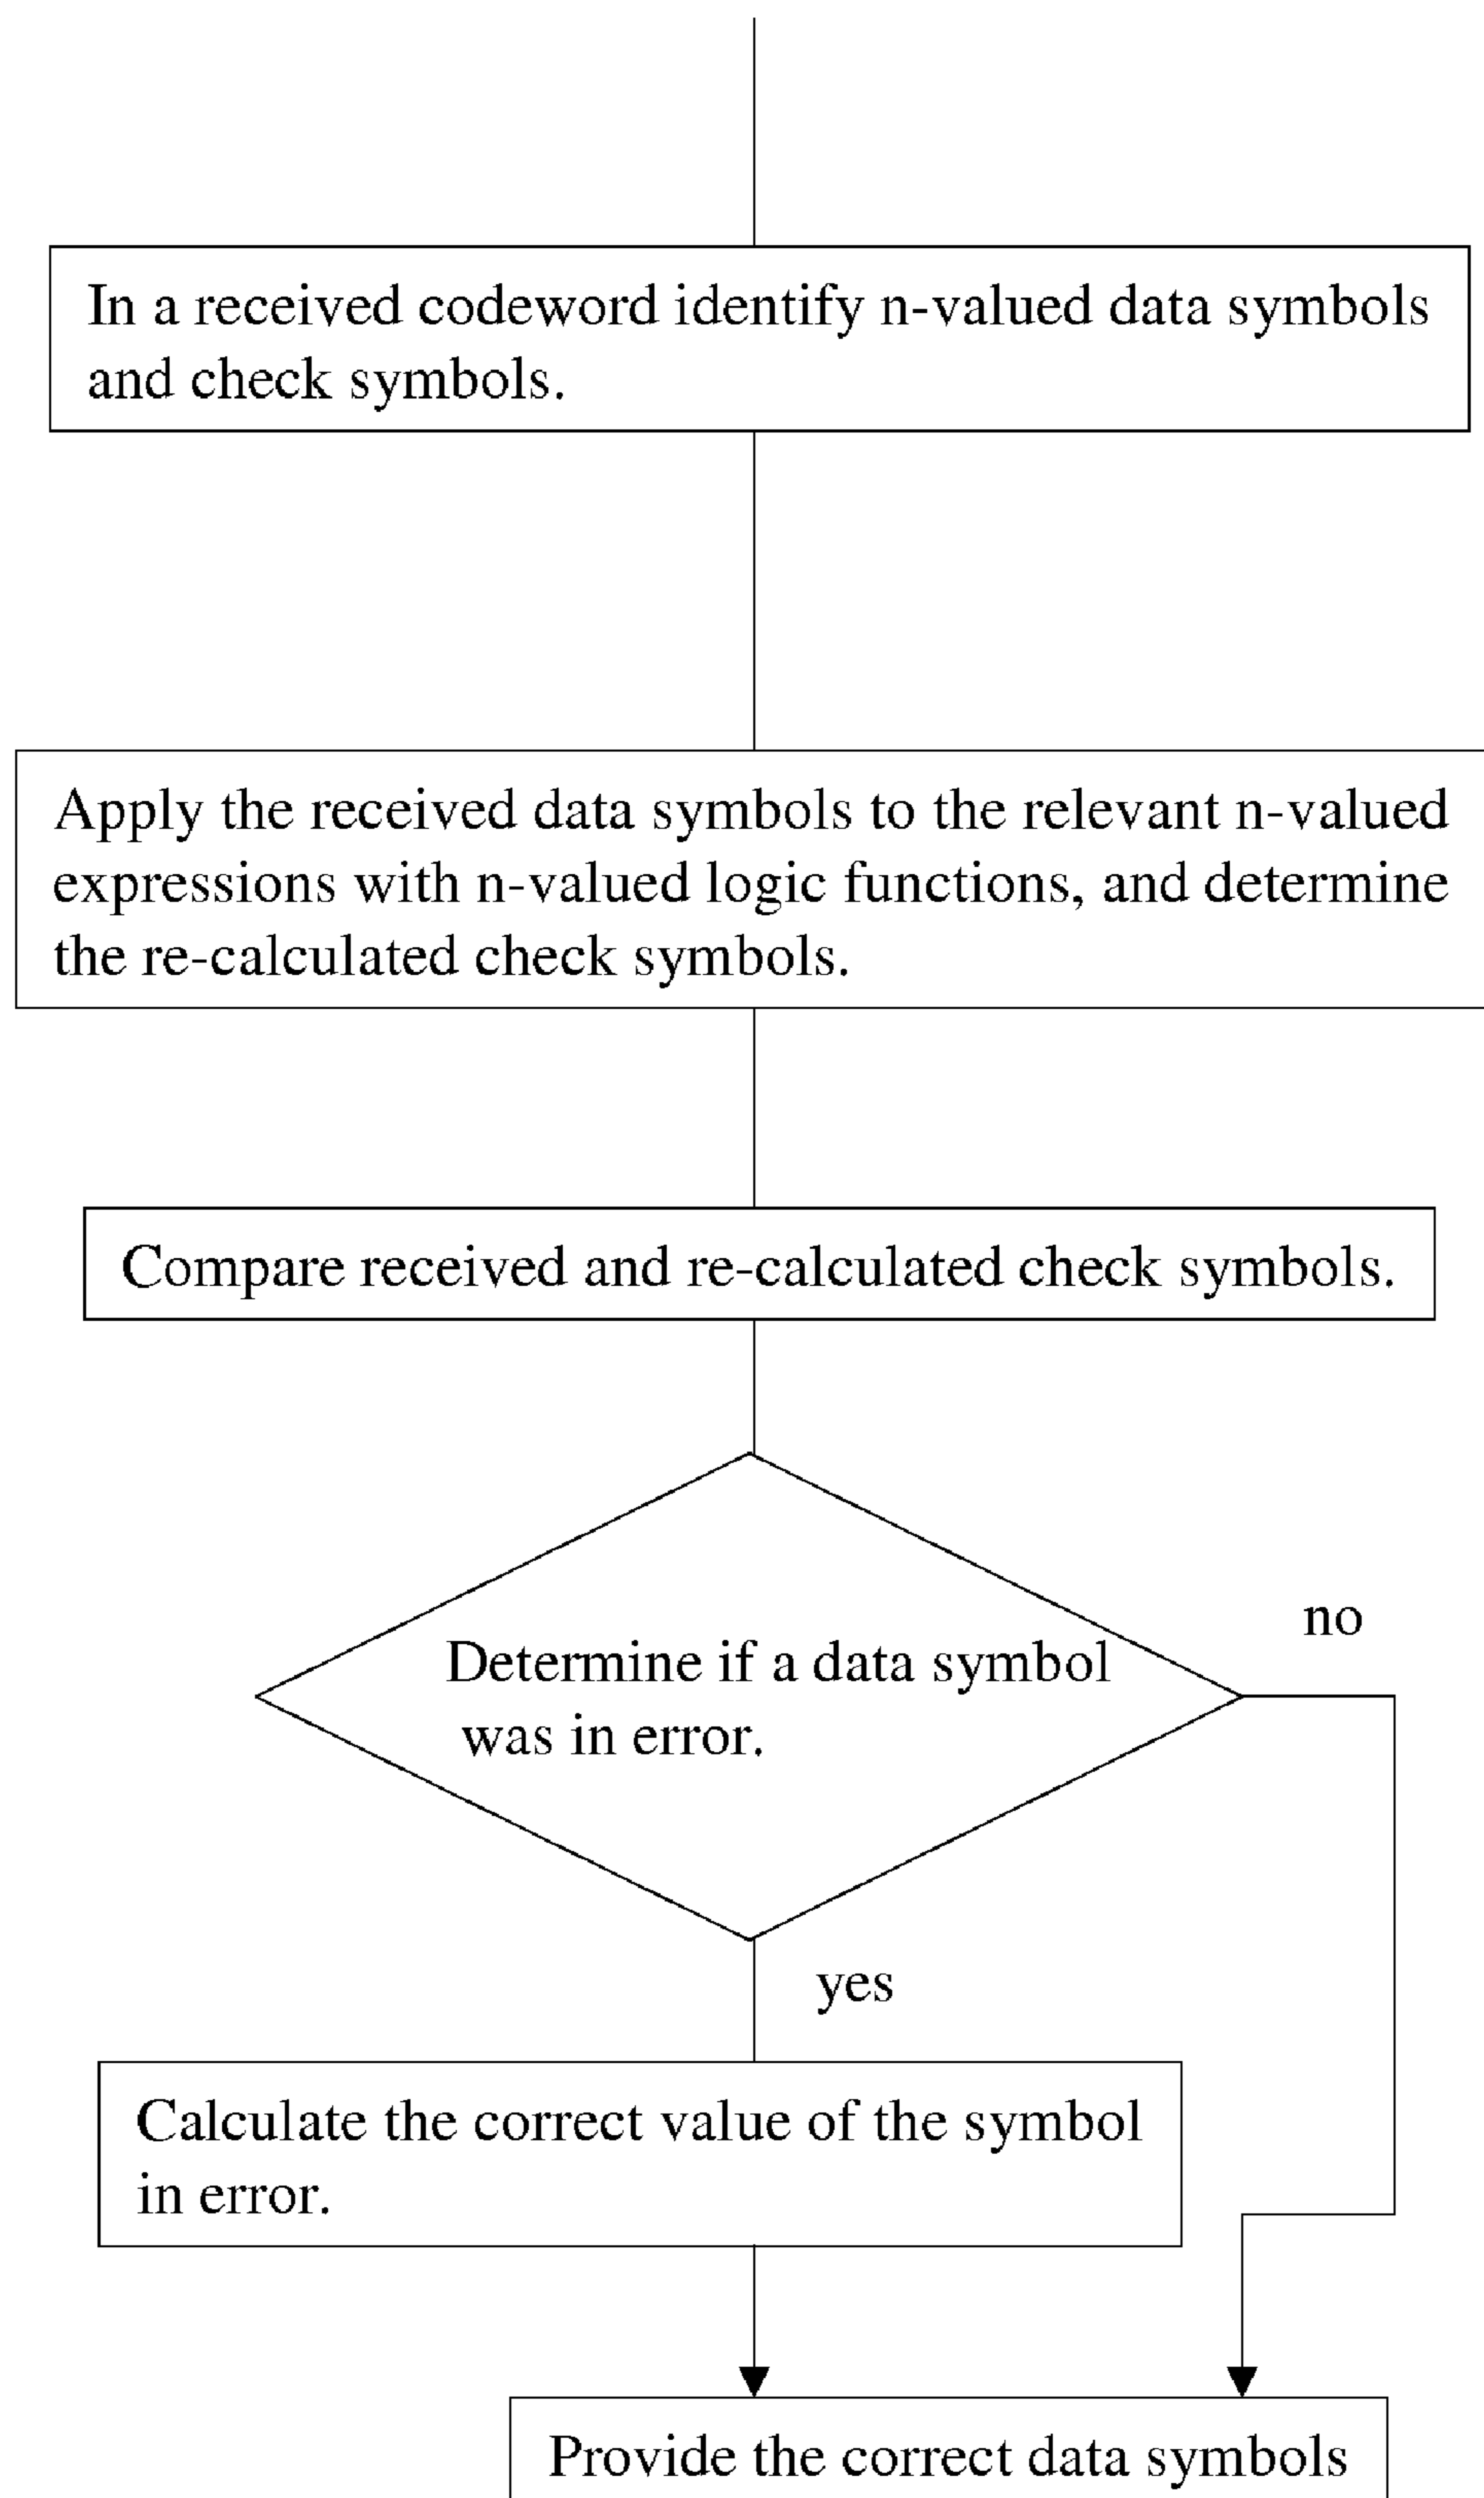 In a received codeword identify n-valued data symbols
and check symbols.
Apply the received data symbols to the relevant n-valued
expressions with n-valued logic functions, and determine
the re-calculated check symbols.
Compare received and re-calculated check symbols.
no
Determine if a data symbol
was in error.
yes
Calculate the correct value of the symbol
in error.
Provide the correct data symbols